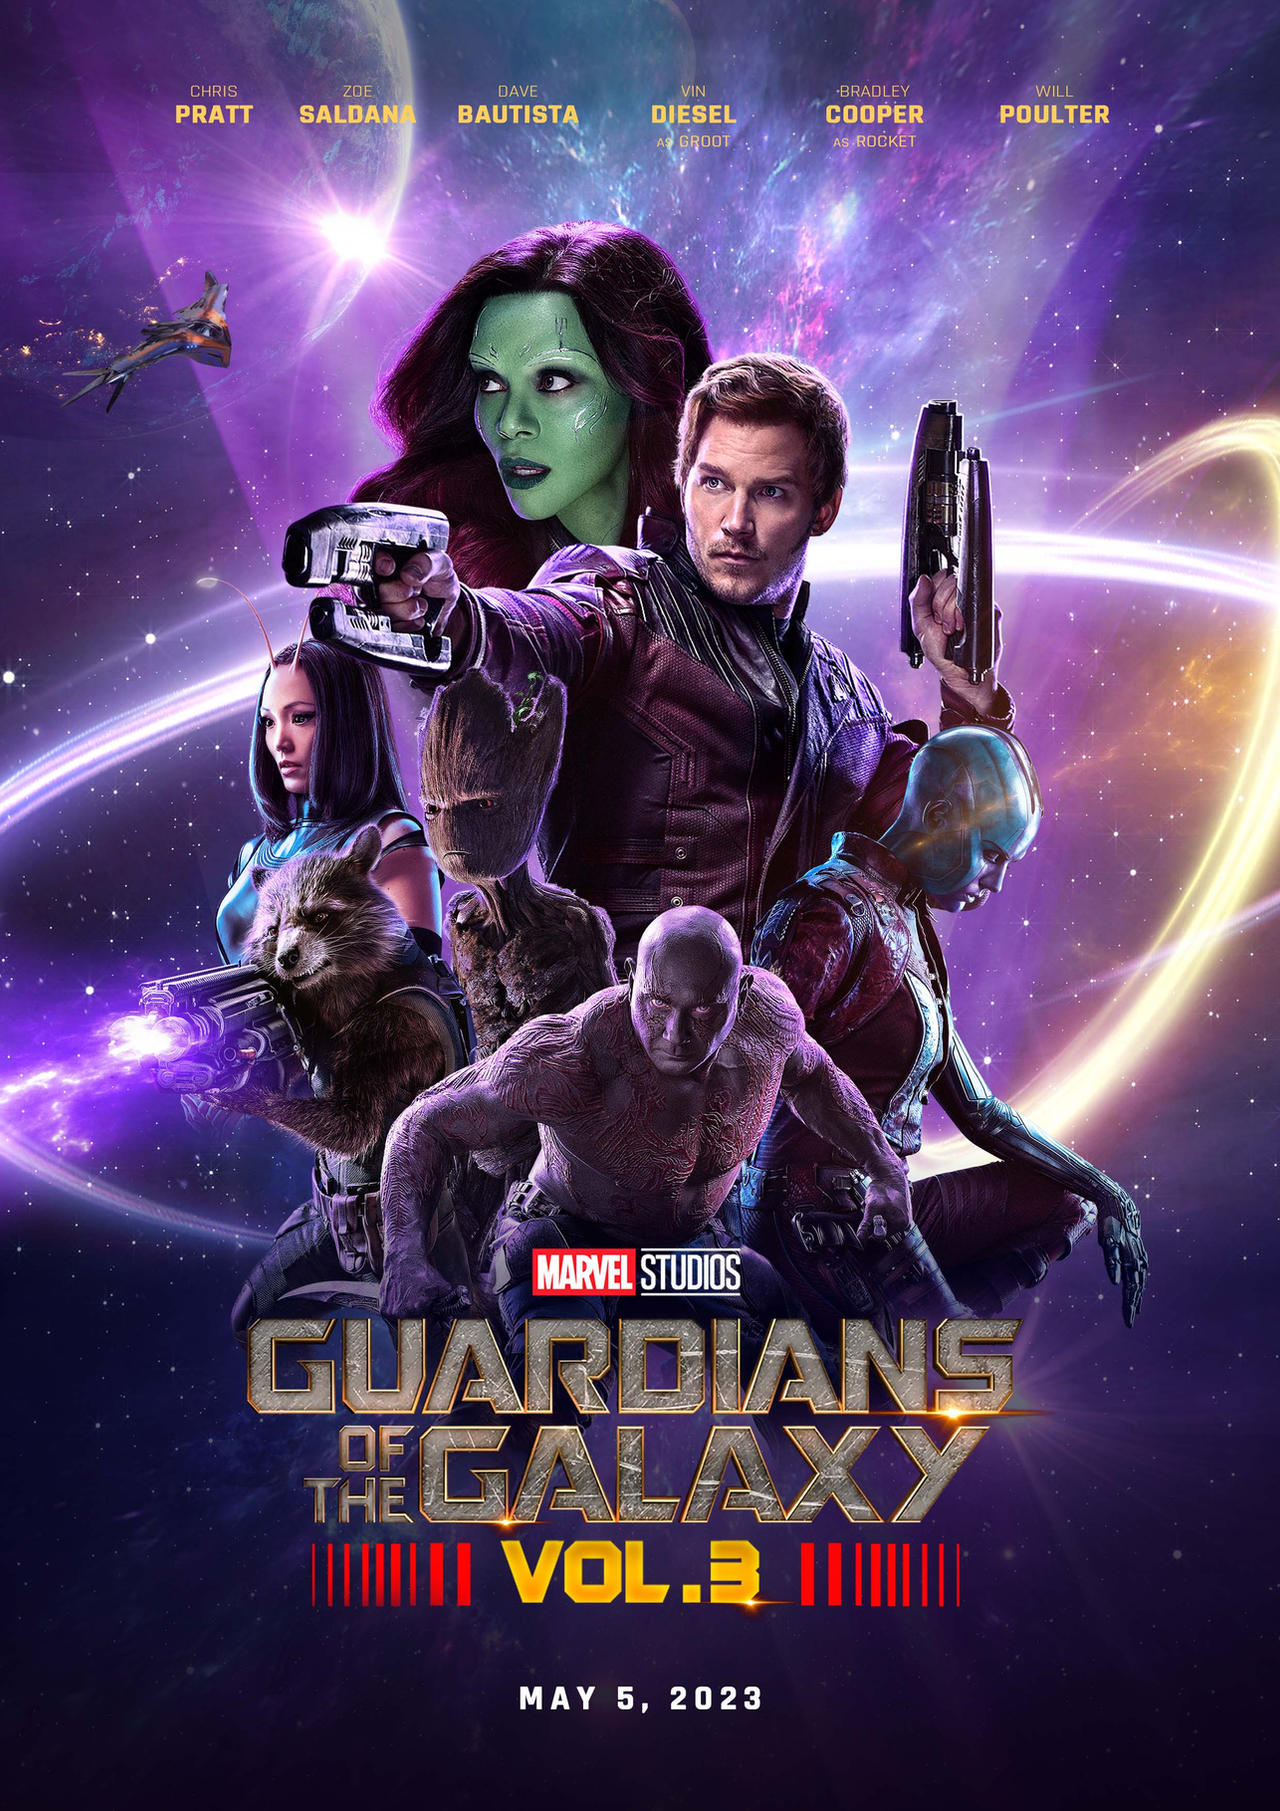 CHRIS PRATT
ZOE SALDANA
DAVE BAUTISTA
VIN DIESEL AS GROOT
BRADLEY COOPER AS ROCKET
WILL POULTER
MARVEL STUDIOS
GUARDIANS
OF THE GALAXY
VOL.3
MAY 5, 2023